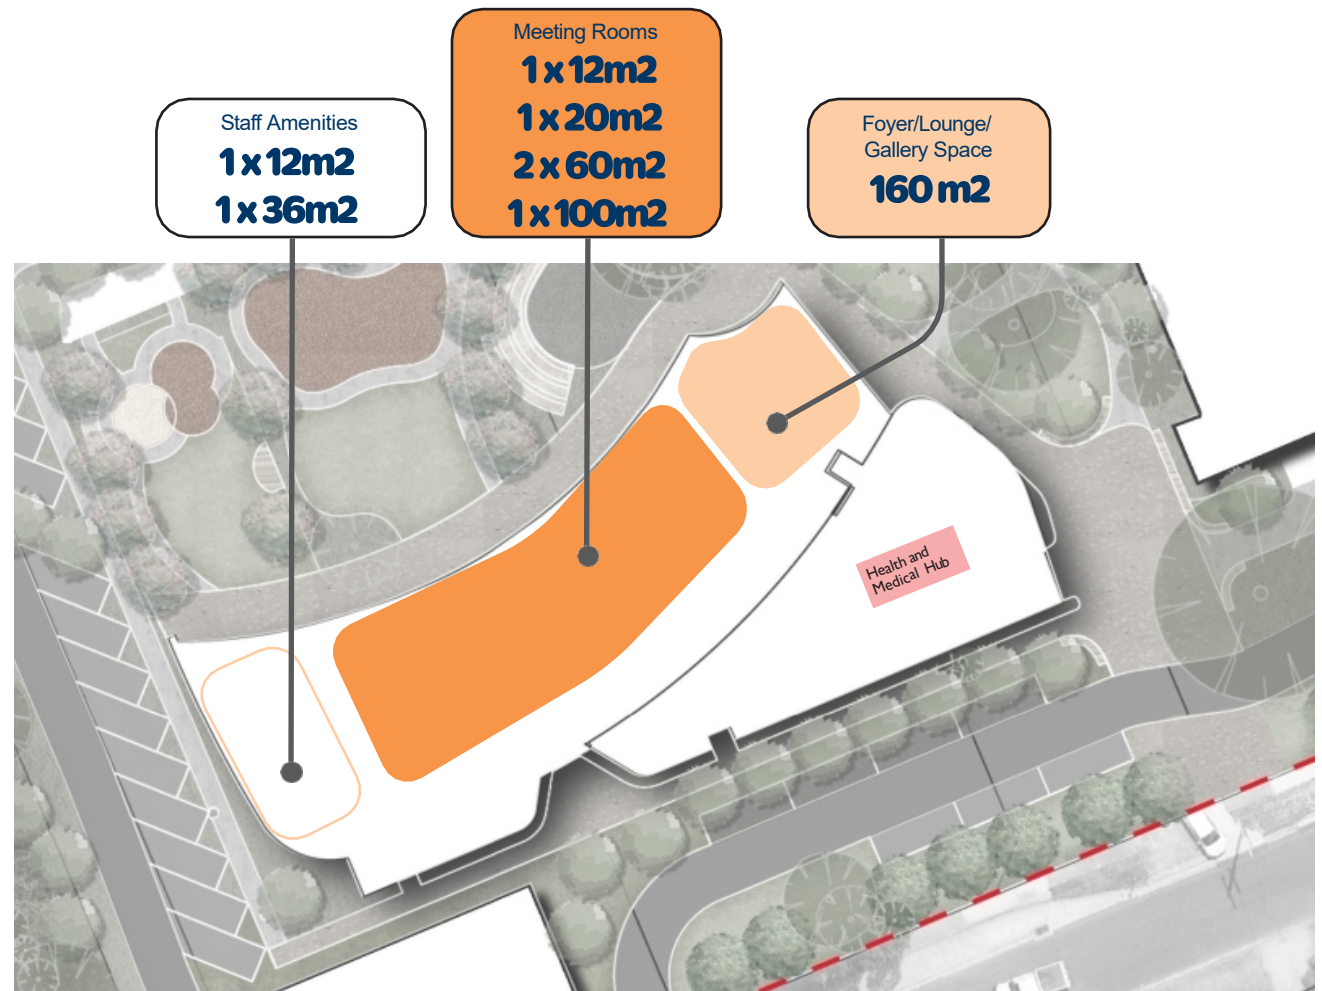 Meeting Rooms
1 x 12m2
1 x 20m2
2 x 60m2
1 x 100m2
Staff Amenities
1 x 12m2
1 x 36m2
Foyer/Lounge/
Gallery Space
160 m2
Health and
Medical Hub